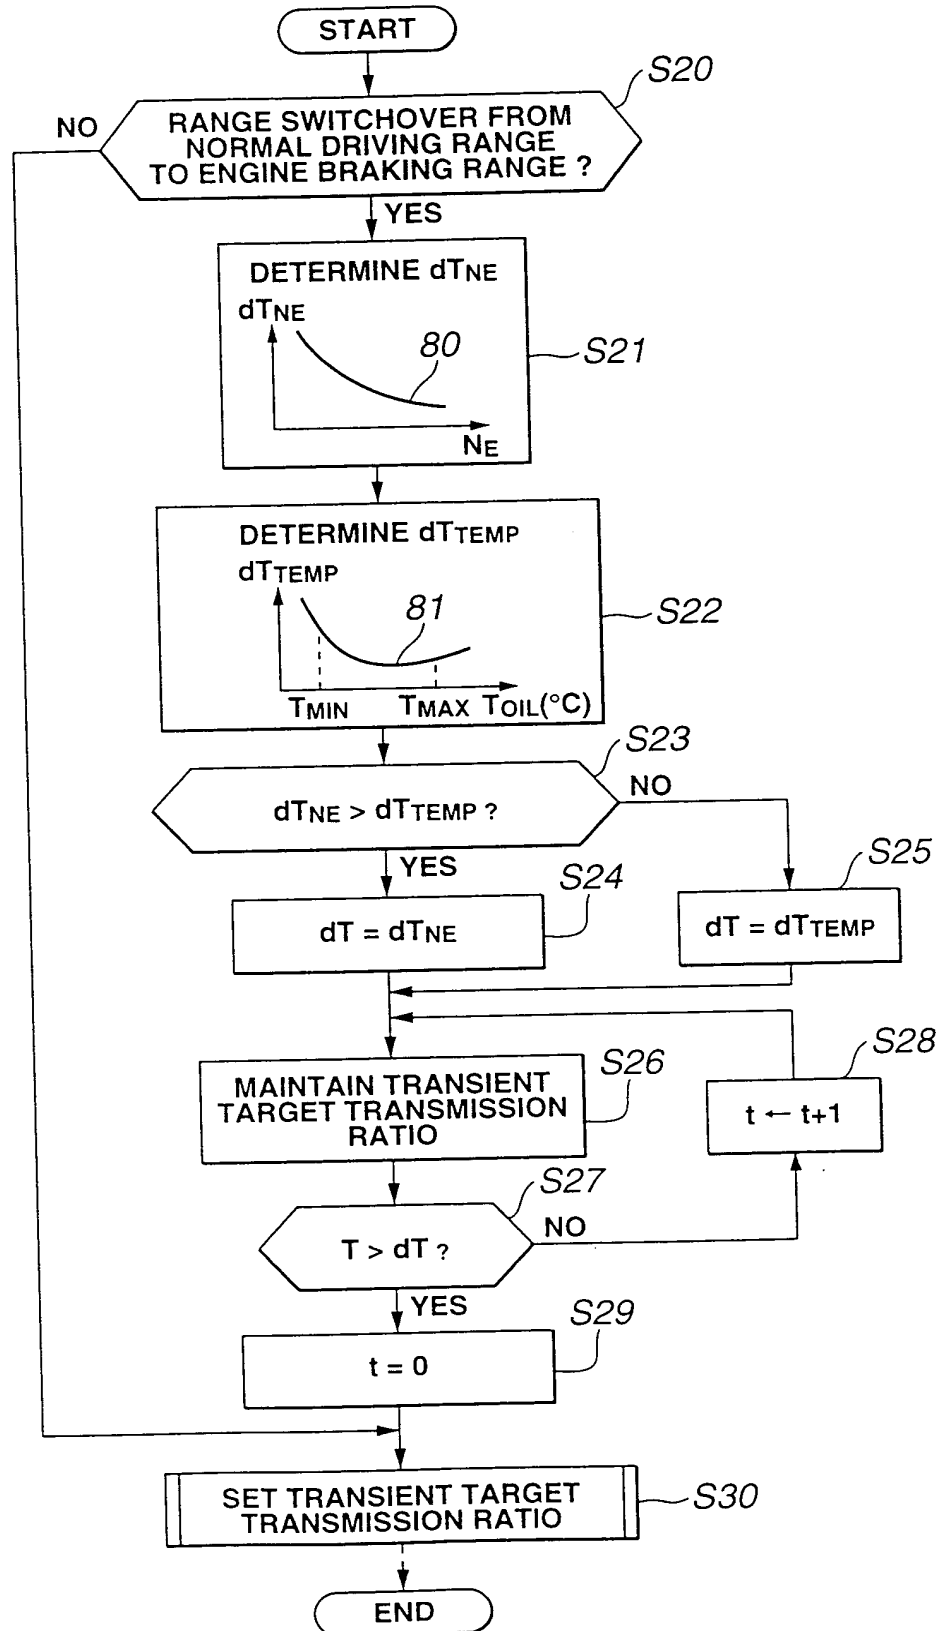 START
S20
NO
RANGE SWITCHOVER FROM
NORMAL DRIVING RANGE
TO ENGINE BRAKING RANGE ?
YES
DETERMINE dTNE
dTNE
80
S21
NE
DETERMINE dTTEMP
dTTEMP
81
S22
TMIN
TMAX
TOIL(°C)
S23
dTNE > dTTEMP ?
NO
YES
S24
S25
dT = dTNE
dT = dTTEMP
S26
S28
MAINTAIN TRANSIENT
TARGET TRANSMISSION
RATIO
t ← t+1
S27
T > dT ?
NO
YES
S29
t = 0
SET TRANSIENT TARGET
TRANSMISSION RATIO
S30
END